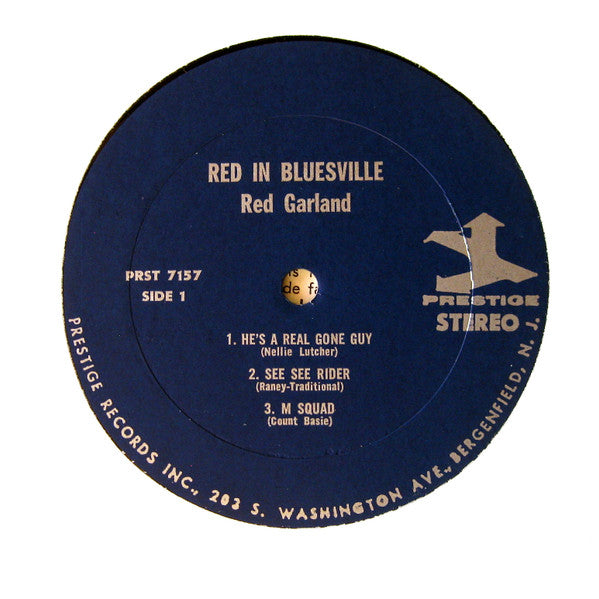 RED IN BLUESVILLE
Red Garland
PRST 7157
SIDE 1
PRESTIGE
STEREO
1. HE'S A REAL GONE GUY
(Nellie Lutcher)
2. SEE SEE RIDER
(Raney-Traditional)
3. M SQUAD
(Count Basie)
PRESTIGE RECORDS INC., 203 S. WASHINGTON AVE., BERGENFIELD, N. J.